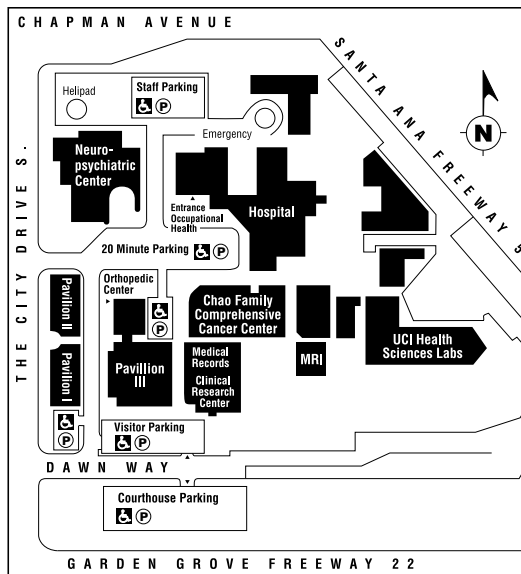 CHAPMAN AVENUE
SANTA ANA FREEWAY 5
Staff Parking
P
Helipad
Emergency
N
Neuro-
psychiatric
Center
THE CITY DRIVE S.
Entrance
Occupational
Health
Hospital
20 Minute Parking
P
Orthopedic
Center
P
Pavilion II
Pavilion I
P
Chao Family
Comprehensive
Cancer Center
UCI Health
Sciences Labs
MRI
Medical
Records
Clinical
Research
Center
Pavillion
III
Visitor Parking
P
DAWN WAY
Courthouse Parking
P
GARDEN GROVE FREEWAY 22